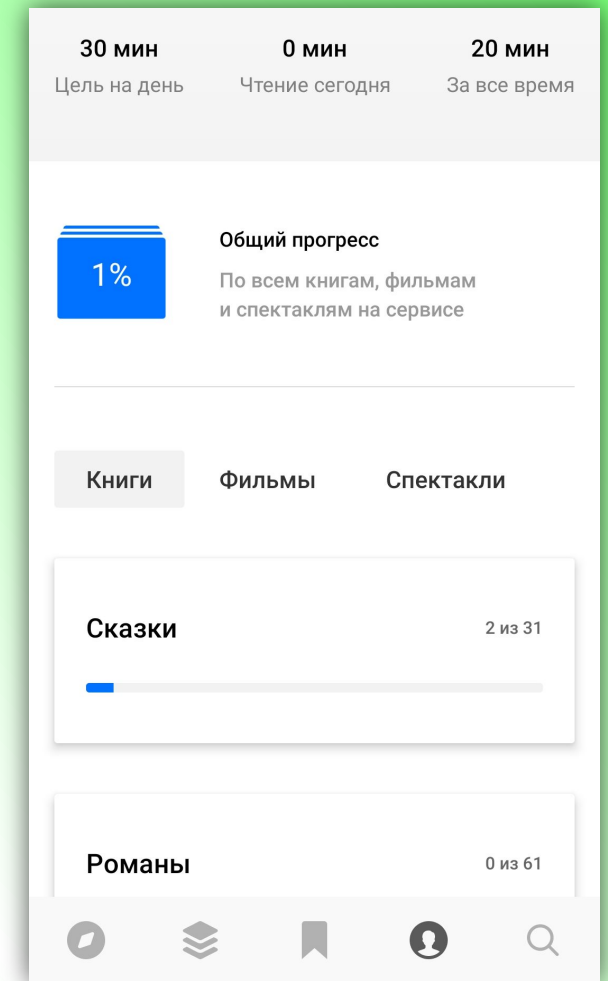 30 мин 0 мин 20 мин
Цель на день Чтение сегодня За все время
1%
Общий прогресс
По всем книгам, фильмам
и спектаклям на сервисе
Книги Фильмы Спектакли
Сказки 2 из 31
Романы 0 из 61